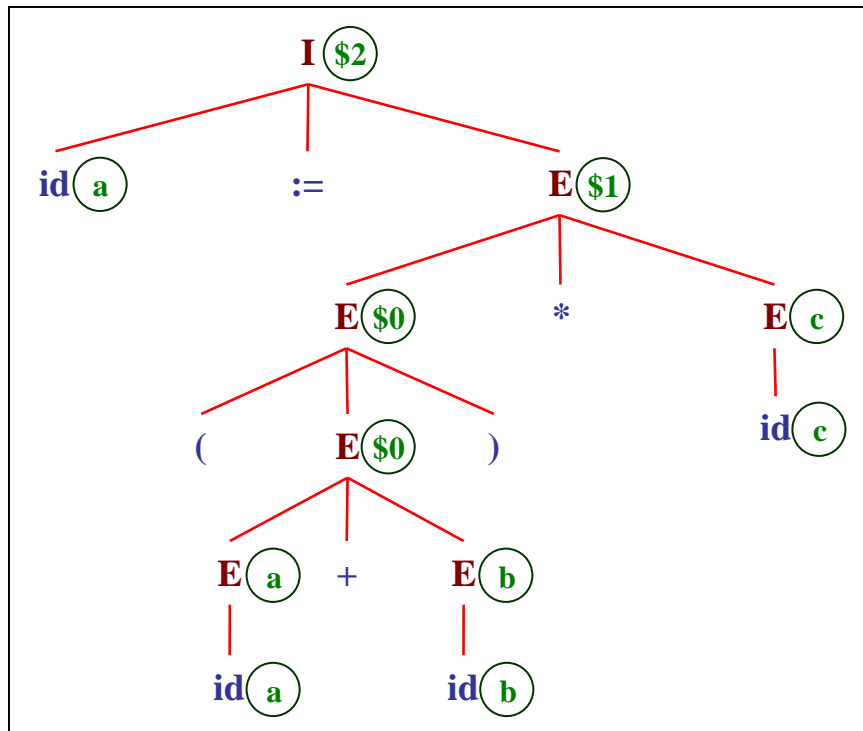 I $2
id a := E $1
E $0 * E c
( E $0 ) id c
E a + E b
id a id b